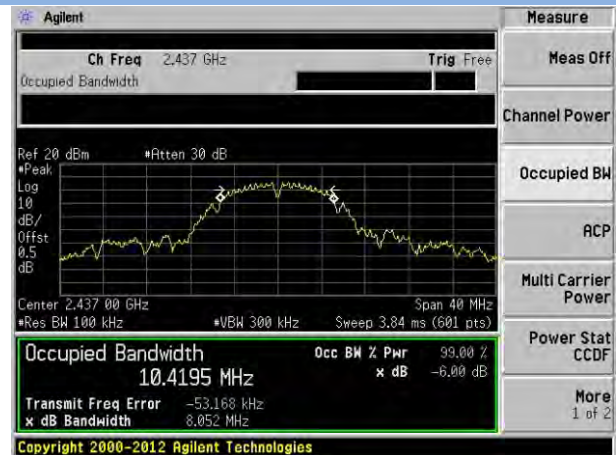 Agilent
Measure
Ch Freq 2.437 GHz Trig Free
Occupied Bandwidth
Meas Off
Channel Power
Occupied BW
ACP
Multi Carrier
Power
Power Stat
CCDF
More
1 of 2
Ref 20 dBm #Atten 30 dB
#Peak
Log
10
dB/
Offst
0.5
dB
Center 2.437 00 GHz Span 40 MHz
#Res BW 100 kHz #VBW 300 kHz Sweep 3.84 ms (601 pts)
Occupied Bandwidth Occ BW % Pwr 99.00 %
10.4195 MHz x dB -6.00 dB
Transmit Freq Error -53.168 kHz
x dB Bandwidth 8.052 MHz
Copyright 2000-2012 Agilent Technologies